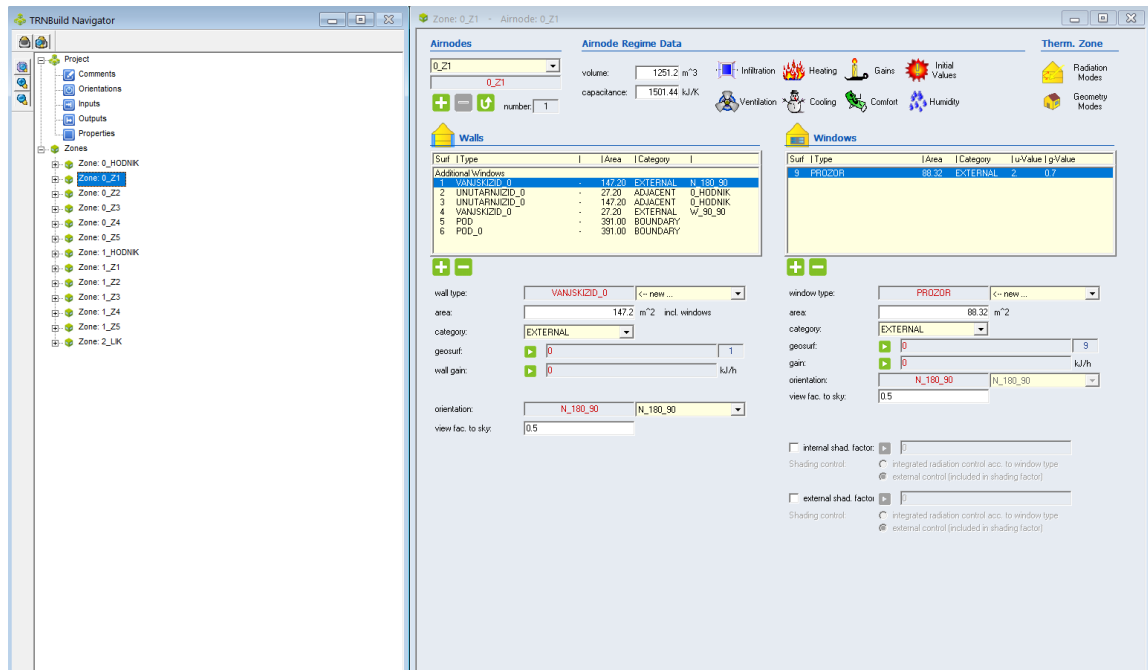 TRNBuild Navigator
Project
Comments
Orientations
Inputs
Outputs
Properties
Zones
Zone: 0_HODNIK
Zone: 0_Z1
Zone: 0_Z2
Zone: 0_Z3
Zone: 0_Z4
Zone: 0_Z5
Zone: 1_HODNIK
Zone: 1_Z1
Zone: 1_Z2
Zone: 1_Z3
Zone: 1_Z4
Zone: 1_Z5
Zone: 2_LIK
Zone: 0_Z1 - Airnode: 0_Z1
Airnodes
0_Z1
0_Z1
number: 1
Airnode Regime Data
volume: 1251.2 m^3
capacitance: 1501.44 kJ/K
Infiltration Heating Gains Initial Values
Ventilation Cooling Comfort Humidity
Therm. Zone
Radiation Modes
Geometry Modes
Walls
Surf | Type | | Area | Category |
Additional Windows
1 VANJSKIZID_0 - 147.20 EXTERNAL N_180_90
2 UNUTARNJIZID_0 - 27.20 ADJACENT 0_HODNIK
3 UNUTARNJIZID_0 - 147.20 ADJACENT 0_HODNIK
4 VANJSKIZID_0 - 27.20 EXTERNAL W_90_90
5 POD - 391.00 BOUNDARY
6 POD_0 - 391.00 BOUNDARY
wall type: VANJSKIZID_0 <-- new ...
area: 147.2 m^2 incl. windows
category: EXTERNAL
geosurf: 0 1
wall gain: 0 kJ/h
orientation: N_180_90 N_180_90
view fac. to sky: 0.5
Windows
Surf | Type | Area | Category | u-Value | g-Value
9 PROZOR 88.32 EXTERNAL 2. 0.7
window type: PROZOR <-- new ...
area: 88.32 m^2
category: EXTERNAL
geosurf: 0 9
gain: 0 kJ/h
orientation: N_180_90 N_180_90
view fac. to sky: 0.5
internal shad. factor: 0
Shading control: integrated radiation control acc. to window type
external control (included in shading factor)
external shad. factor 0
Shading control: integrated radiation control acc. to window type
external control (included in shading factor)